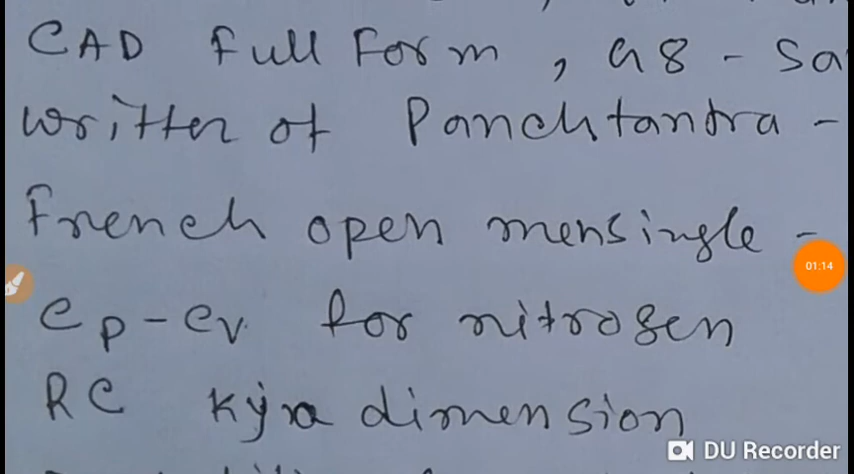 CAD Full Form, a8 - Sa
writter of Panchtantra -
French open mensingle -
01.14
Cp - Cv for nitrogen
RC kya dimension
DU Recorder